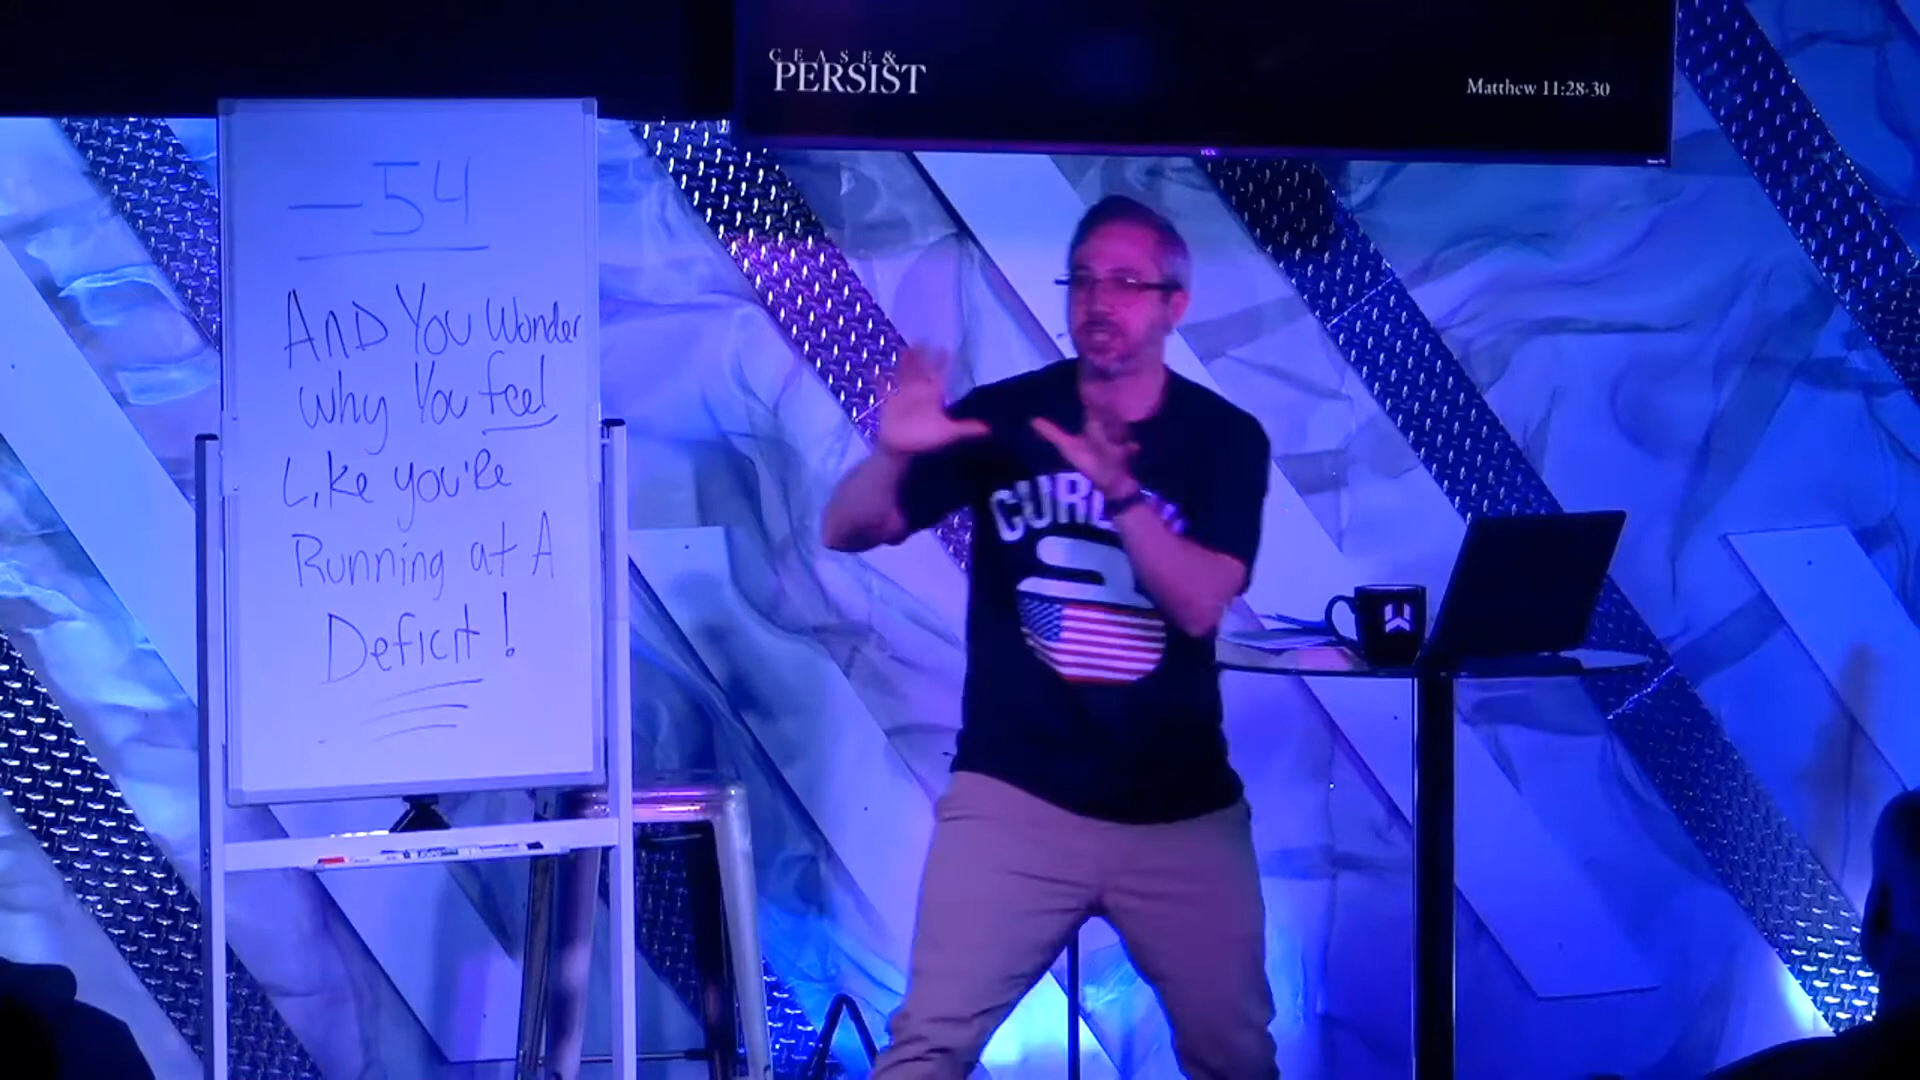 CEASE &
PERSIST
Matthew 11:28-30
-54
AND You Wonder
why You feel
Like you're
Running at A
Deficit!